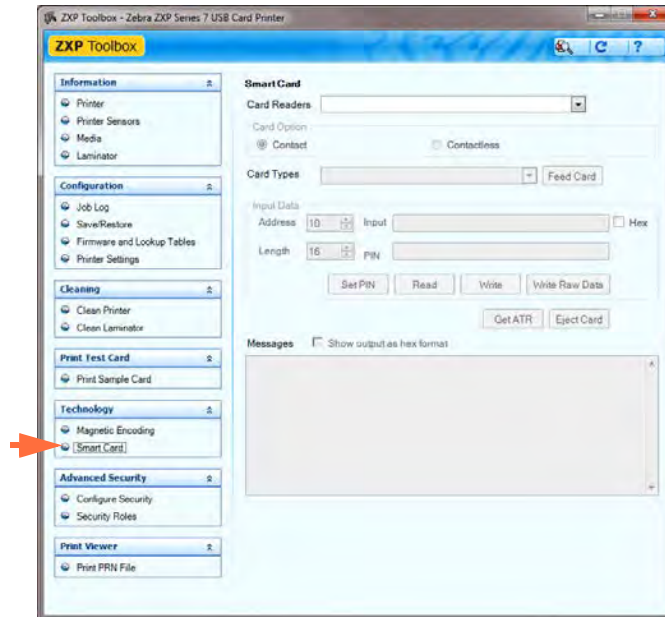 ZXP Toolbox - Zebra ZXP Series 7 USB Card Printer
ZXP Toolbox
Information
Printer
Printer Sensors
Media
Laminator
Configuration
Job Log
Save/Restore
Firmware and Lookup Tables
Printer Settings
Cleaning
Clean Printer
Clean Laminator
Print Test Card
Print Sample Card
Technology
Magnetic Encoding
Smart Card
Advanced Security
Configure Security
Security Roles
Print Viewer
Print PRN File
Smart Card
Card Readers
Card Option
Contact Contactless
Card Types Feed Card
Input Data
Address 10 Input Hex
Length 16 PIN
Set PIN Read Write Write Raw Data
Get ATR Eject Card
Messages Show output as hex format